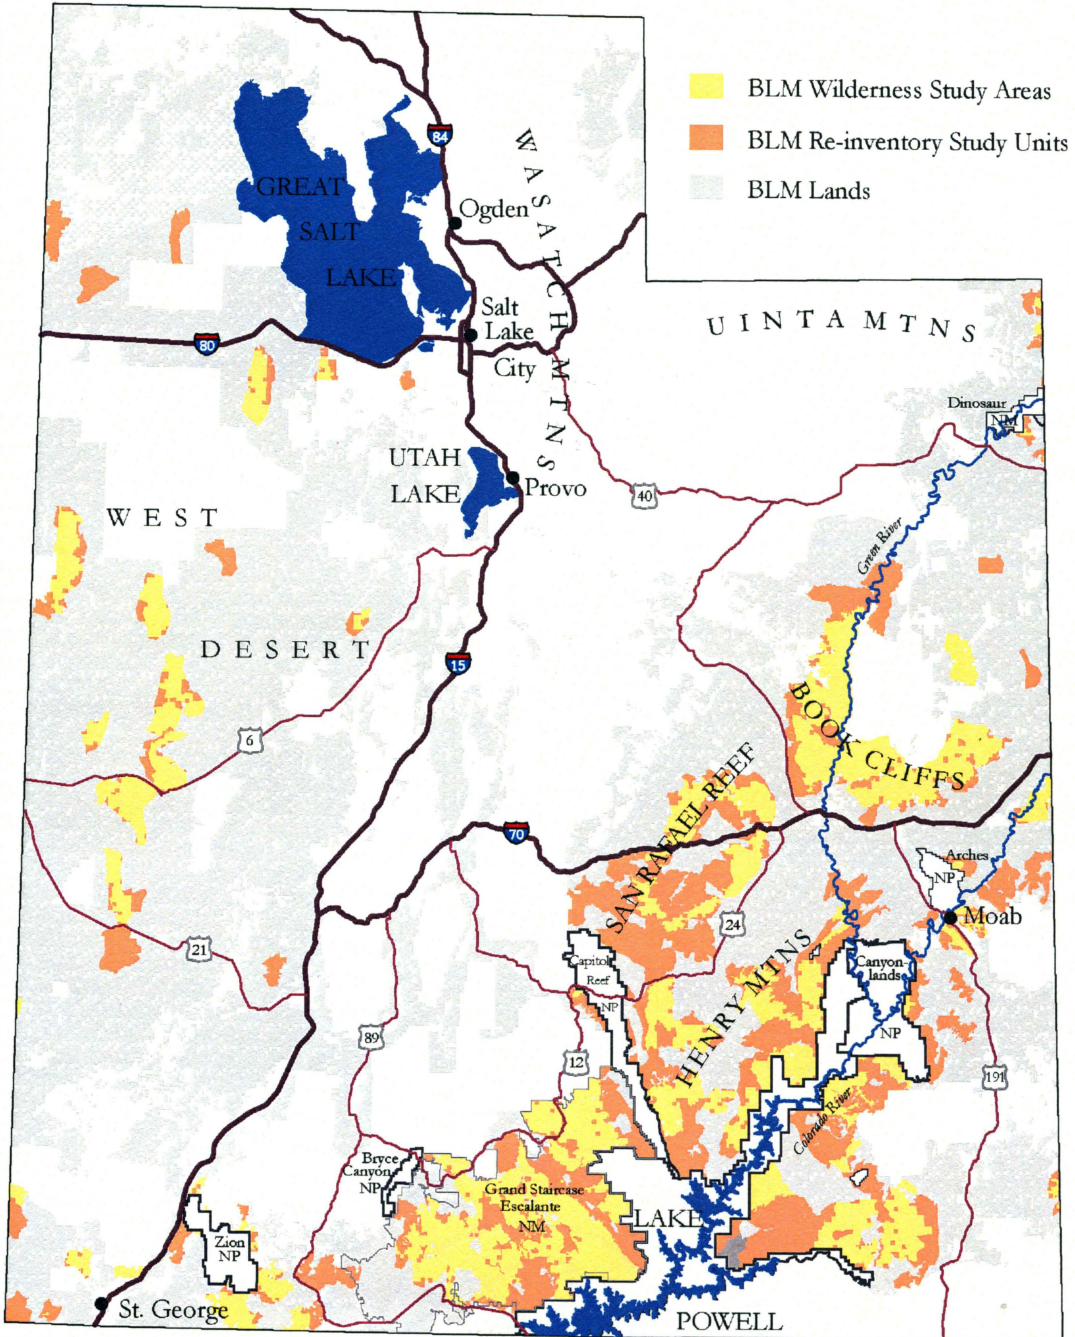 BLM Wilderness Study Areas
BLM Re-inventory Study Units
BLM Lands
84
WASATCH MTNS
GREAT
SALT
LAKE
Ogden
Salt
Lake
City
80
UINTA MTNS
Dinosaur
NM
UTAH
LAKE
Provo
40
WEST
DESERT
Green River
15
6
BOOK CLIFFS
SAN RAFAEL REEF
70
Arches
NP
Moab
24
21
HENRY MTNS
Capitol
Reef
NP
Canyon-
lands
NP
89
12
191
Colorado River
Bryce
Canyon
NP
Grand Staircase
Escalante
NM
LAKE
POWELL
Zion
NP
St. George